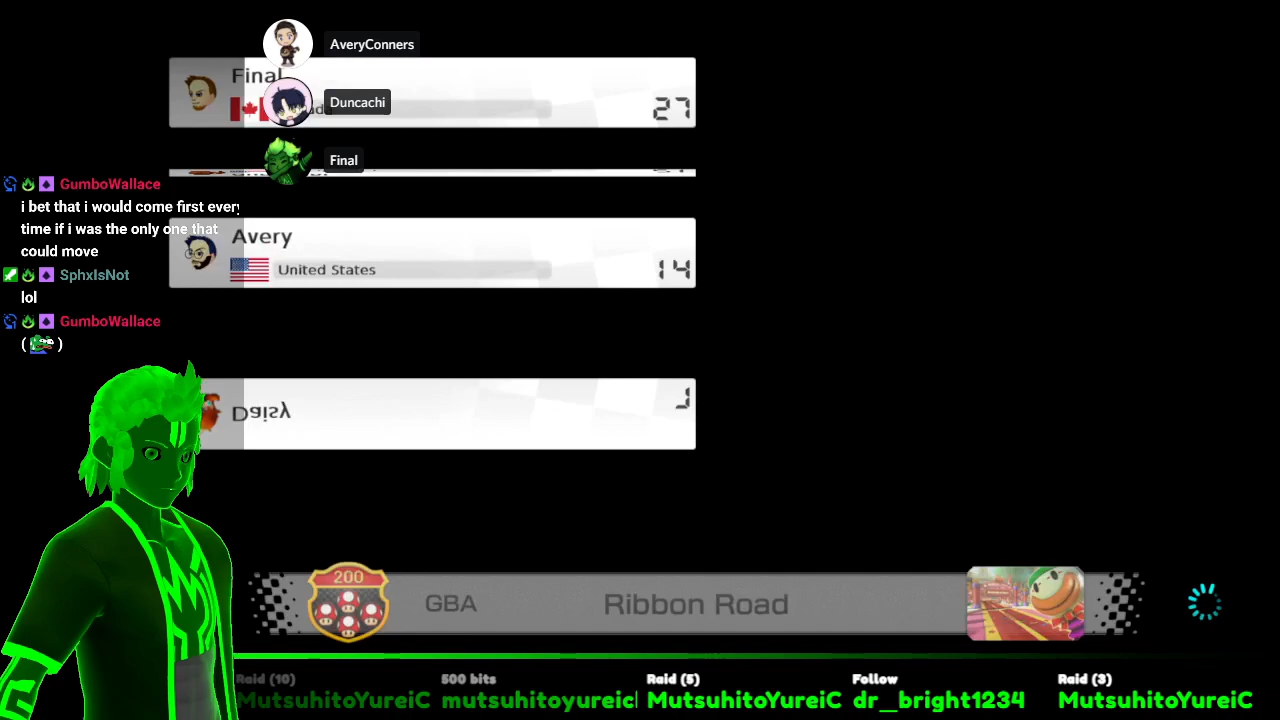 AveryConners
Final
Duncachi
27
Final
GumboWallace
i bet that i would come first every
time if i was the only one that
could move
Avery
United States
14
SphxIsNot
lol
GumboWallace
( )
Daisy
200
GBA
Ribbon Road
Raid (10)
500 bits
Raid (5)
Follow
Raid (3)
MutsuhitoYureiC
mutsuhitoyureic
MutsuhitoYureiC
dr_bright1234
MutsuhitoYureiC